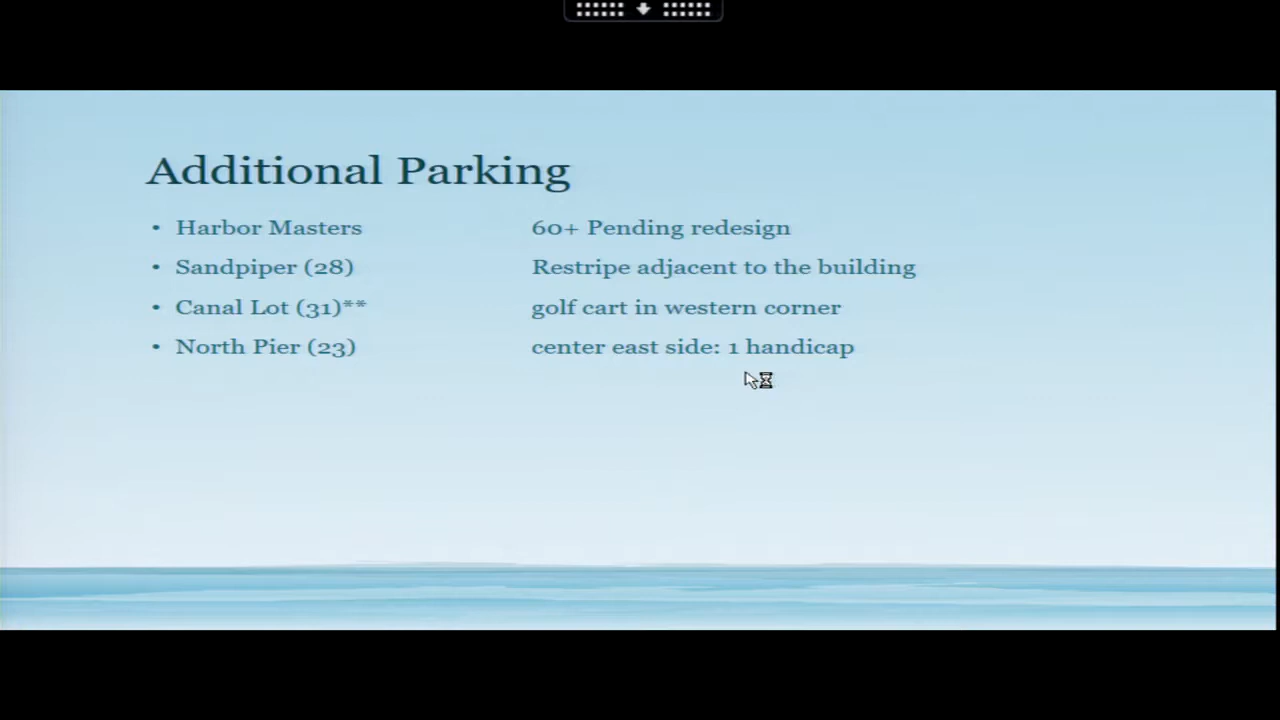 Additional Parking
• Harbor Masters 60+ Pending redesign
• Sandpiper (28) Restripe adjacent to the building
• Canal Lot (31)** golf cart in western corner
• North Pier (23) center east side: 1 handicap